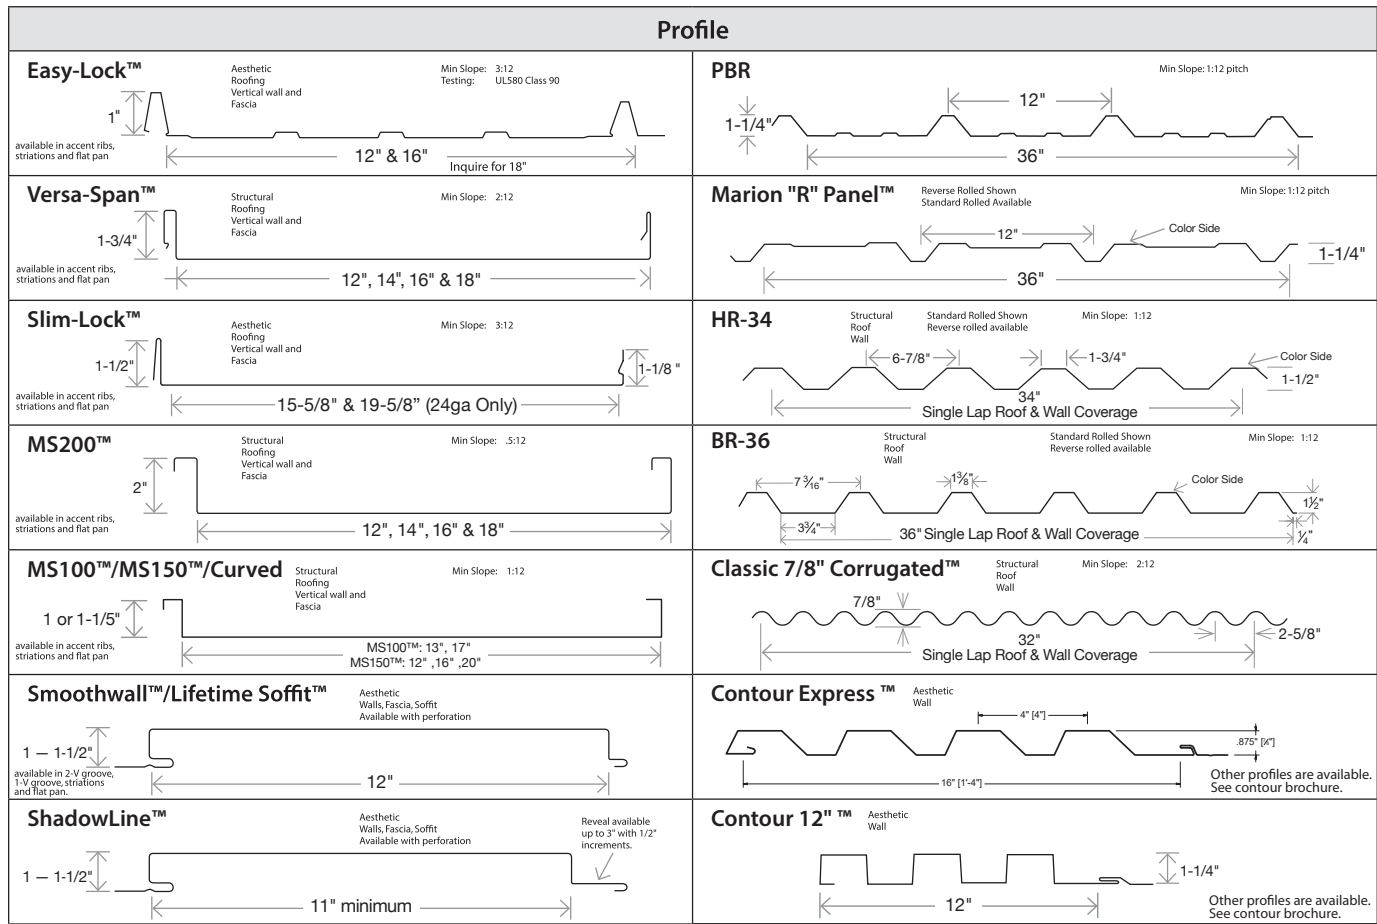 Profile
Easy-Lock™
Aesthetic
Roofing
Vertical wall and
Fascia
Min Slope: 3:12
Testing: UL580 Class 90
1"
available in accent ribs,
striations and flat pan
12" & 16"
Inquire for 18"
PBR
Min Slope: 1:12 pitch
12"
1-1/4"
36"
Versa-Span™
Structural
Roofing
Vertical wall and
Fascia
Min Slope: 2:12
1-3/4"
available in accent ribs,
striations and flat pan
12", 14", 16" & 18"
Marion "R" Panel™
Reverse Rolled Shown
Standard Rolled Available
Min Slope: 1:12 pitch
12"
Color Side
1-1/4"
36"
Slim-Lock™
Aesthetic
Roofing
Vertical wall and
Fascia
Min Slope: 3:12
1-1/2"
1-1/8 "
available in accent ribs,
striations and flat pan
15-5/8" & 19-5/8” (24ga Only)
HR-34
Structural
Roof
Wall
Standard Rolled Shown
Reverse rolled available
Min Slope: 1:12
6-7/8"
1-3/4"
Color Side
1-1/2"
34"
Single Lap Roof & Wall Coverage
MS200™
Structural
Roofing
Vertical wall and
Fascia
Min Slope: .5:12
2"
available in accent ribs,
striations and flat pan
12", 14", 16" & 18"
BR-36
Structural
Roof
Wall
Standard Rolled Shown
Reverse rolled available
Min Slope: 1:12
7 3/16"
1 3/8"
Color Side
1 1/2"
3 3/4"
36" Single Lap Roof & Wall Coverage
1/4"
MS100™/MS150™/Curved
Structural
Roofing
Vertical wall and
Fascia
Min Slope: 1:12
1 or 1-1/5"
available in accent ribs,
striations and flat pan
MS100™: 13", 17"
MS150™: 12" ,16" ,20"
Classic 7/8" Corrugated™
Structural
Roof
Wall
Min Slope: 2:12
7/8"
32"
2-5/8"
Single Lap Roof & Wall Coverage
Smoothwall™/Lifetime Soffit™
Aesthetic
Walls, Fascia, Soffit
Available with perforation
1 — 1-1/2"
available in 2-V groove,
1-V groove, striations
and flat pan.
12"
Contour Express ™
Aesthetic
Wall
4" [4"]
.875" [⅞"]
16" [1'-4"]
Other profiles are available.
See contour brochure.
ShadowLine™
Aesthetic
Walls, Fascia, Soffit
Available with perforation
Reveal available
up to 3" with 1/2"
increments.
1 — 1-1/2"
11" minimum
Contour 12" ™
Aesthetic
Wall
1-1/4"
12"
Other profiles are available.
See contour brochure.